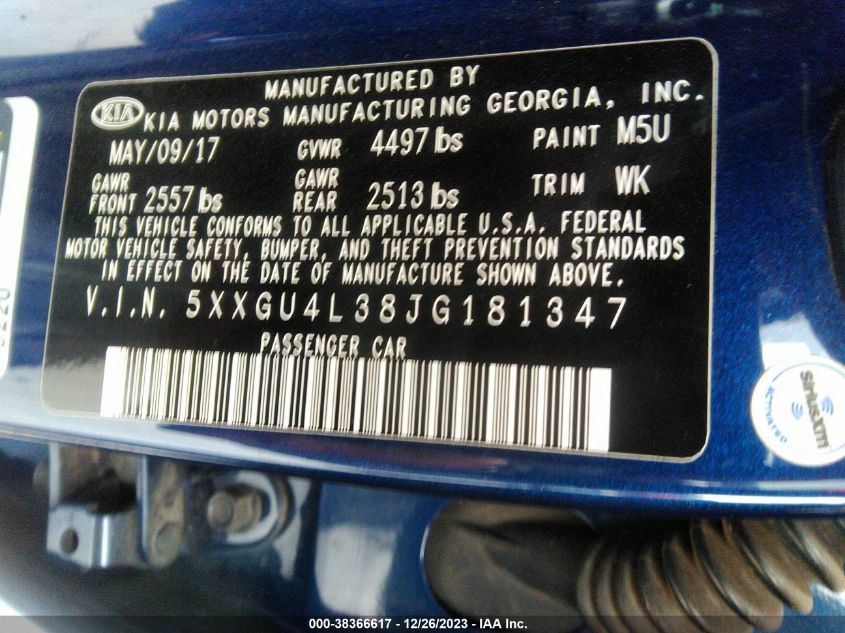 MANUFACTURED BY
KIA KIA MOTORS MANUFACTURING GEORGIA, INC.
MAY/09/17 GVWR 4497 lbs PAINT M5U
GAWR FRONT 2557 lbs GAWR REAR 2513 lbs TRIM WK
THIS VEHICLE CONFORMS TO ALL APPLICABLE U.S.A. FEDERAL
MOTOR VEHICLE SAFETY, BUMPER, AND THEFT PREVENTION STANDARDS
IN EFFECT ON THE DATE OF MANUFACTURE SHOWN ABOVE.
V.I.N. 5XXGU4L38JG181347
PASSENGER CAR
SiriusXM
ACTIVATED
000-38366617 - 12/26/2023 - IAA Inc.